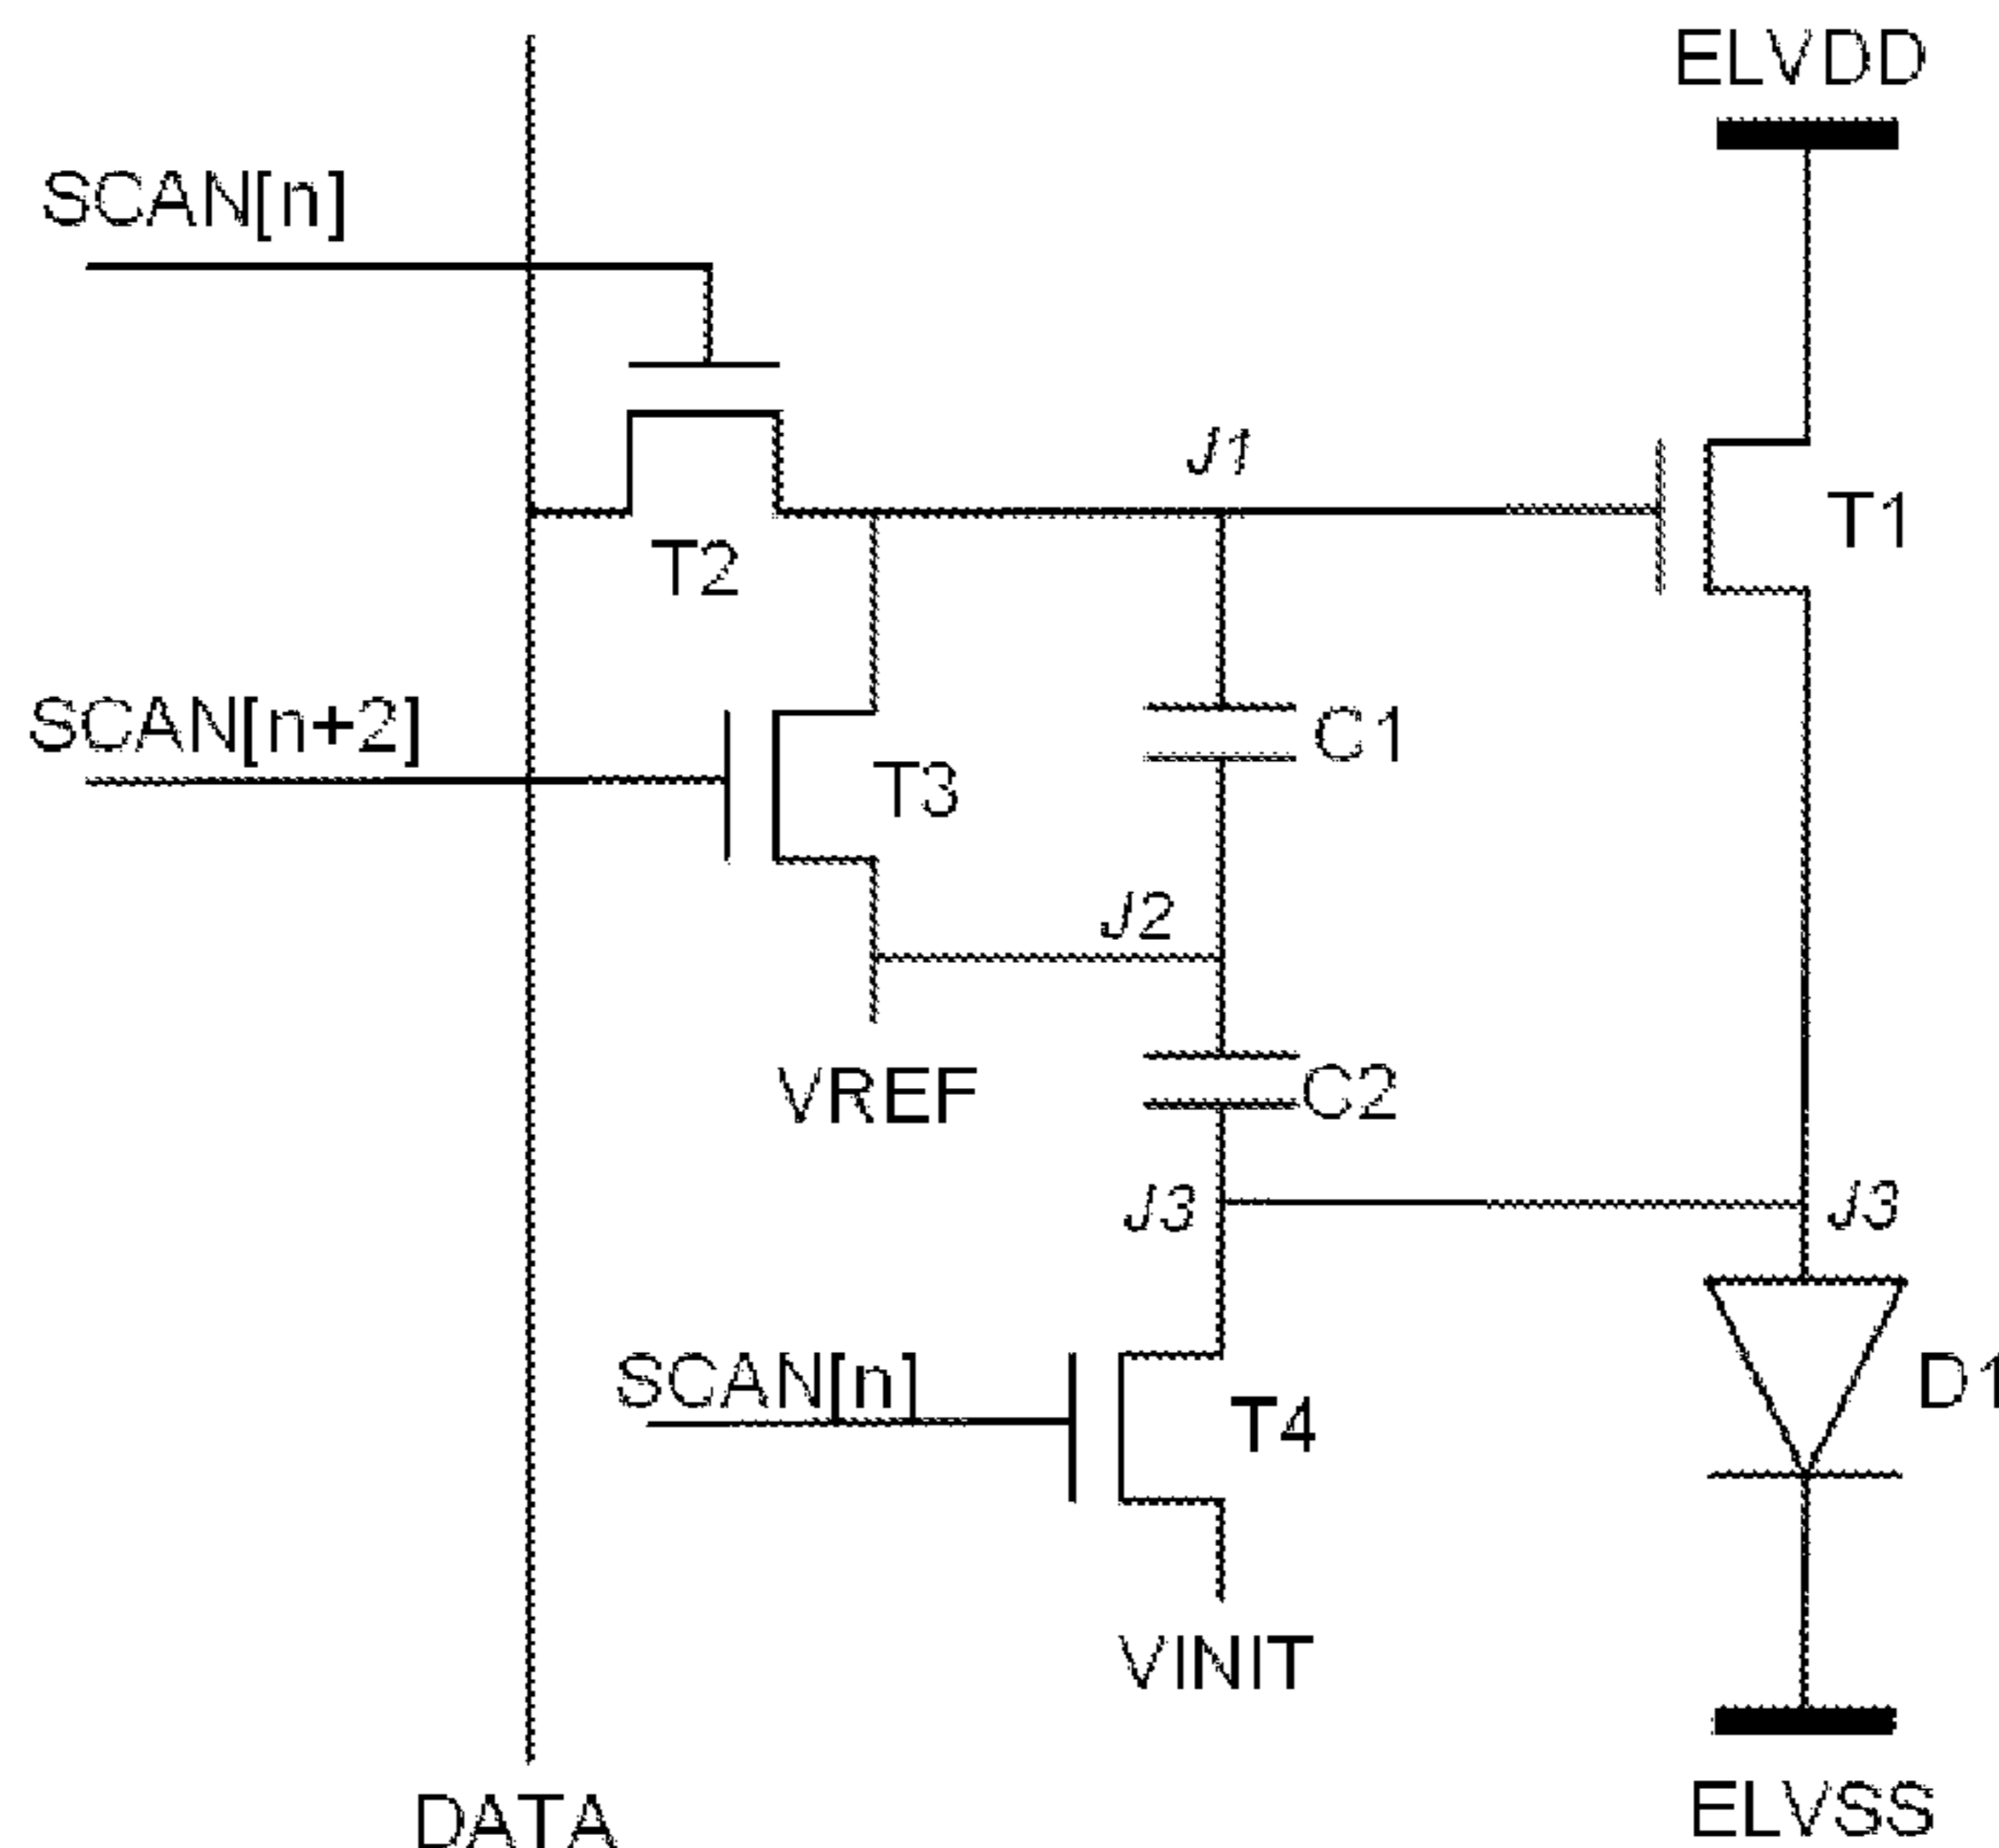 ELVDD
SCAN[n]
J1
T1
T2
SCAN[n+2]
T3
C1
J2
VREF
C2
J3
J3
SCAN[n]
T4
D1
VINIT
DATA
ELVSS